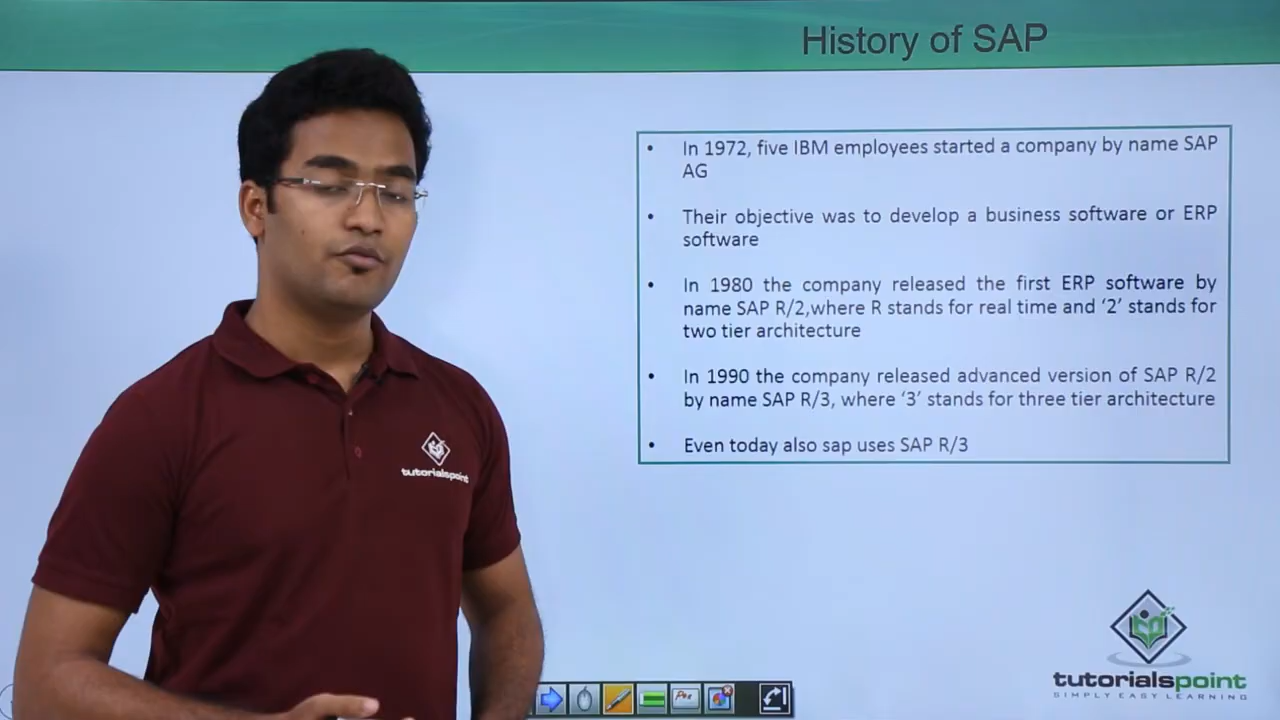 History of SAP
• In 1972, five IBM employees started a company by name SAP
AG
• Their objective was to develop a business software or ERP
software
• In 1980 the company released the first ERP software by
name SAP R/2,where R stands for real time and ‘2’ stands for
two tier architecture
• In 1990 the company released advanced version of SAP R/2
by name SAP R/3, where ‘3’ stands for three tier architecture
• Even today also sap uses SAP R/3
tutorialspoint
tutorialspoint
SIMPLY EASY LEARNING